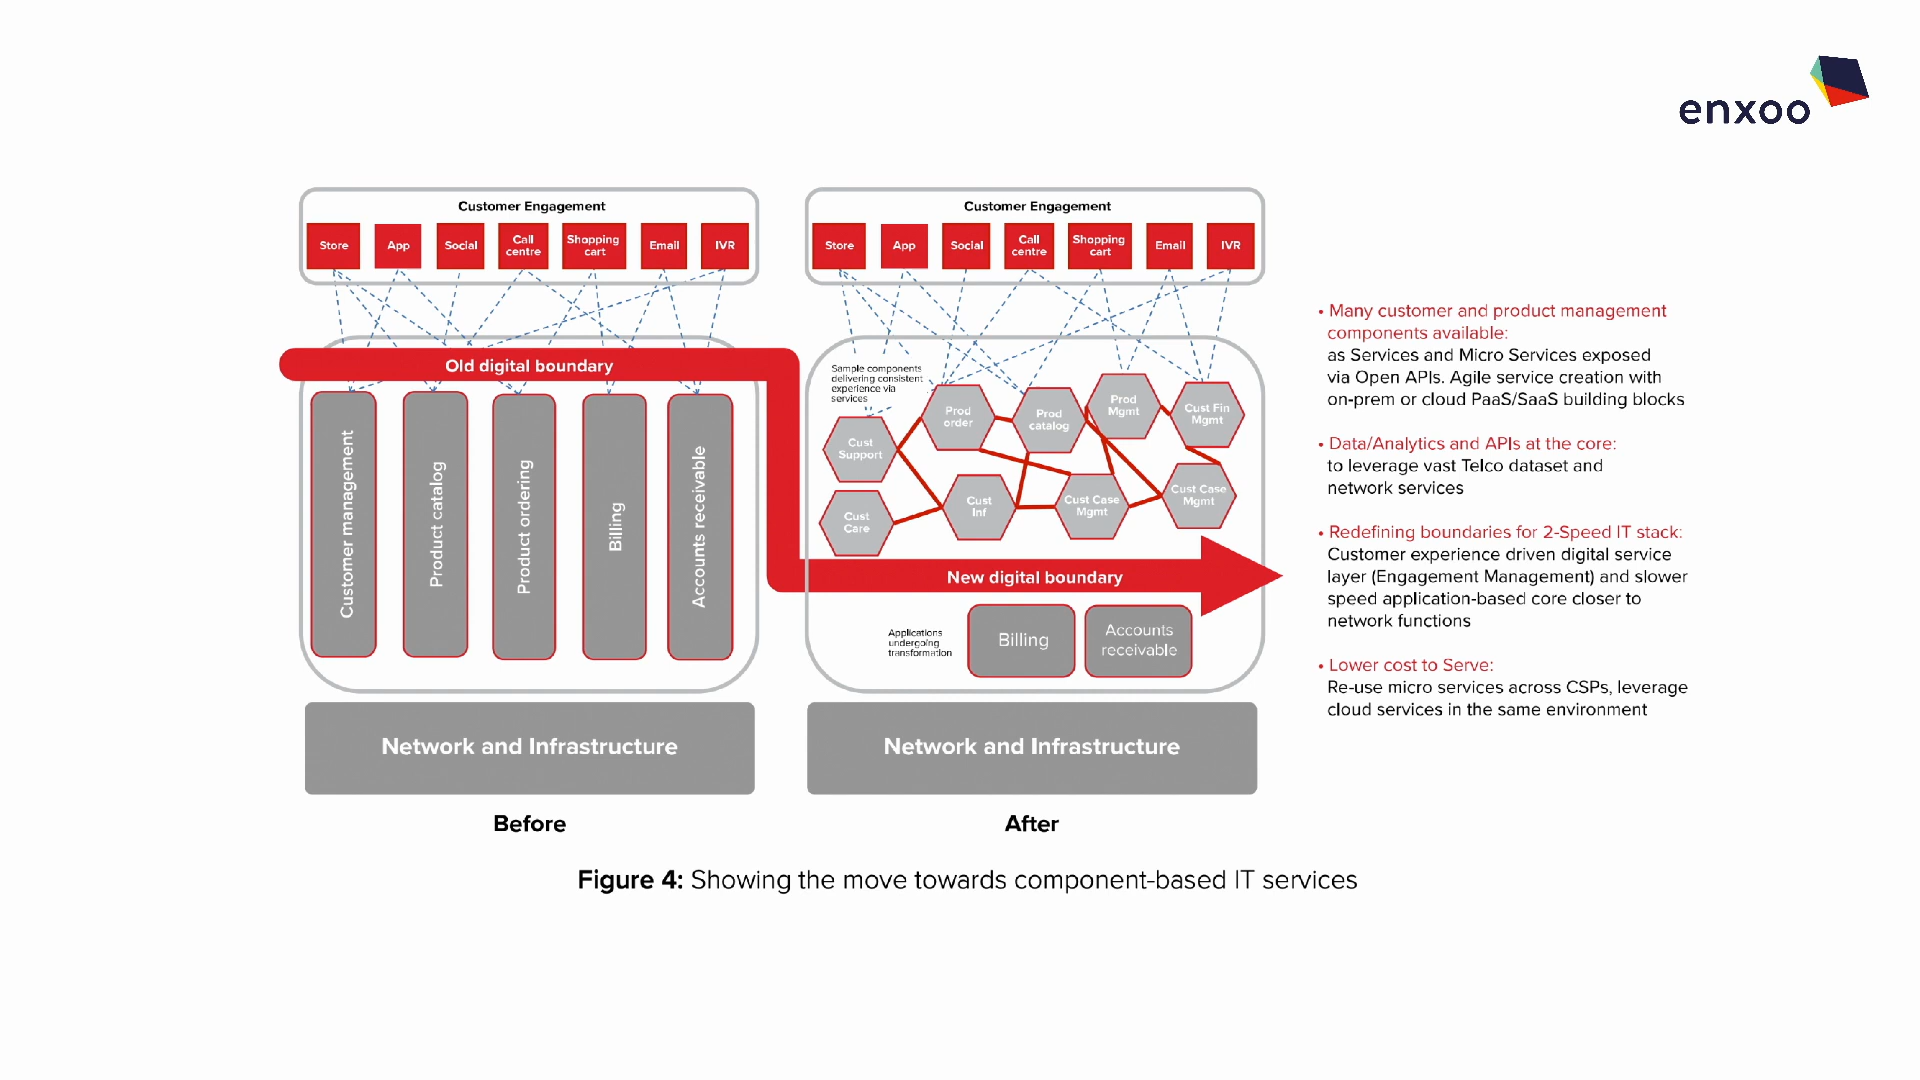 enxoo
Customer Engagement
Store
App
Social
Call
centre
Shopping
cart
Email
IVR
Old digital boundary
Customer management
Product catalog
Product ordering
Billing
Accounts receivable
Network and Infrastructure
Before
Customer Engagement
Store
App
Social
Call
centre
Shopping
cart
Email
IVR
Sample components
delivering consistent
experience via
services
Cust
Support
Prod
order
Prod
catalog
Prod
Mgmt
Cust Fin
Mgmt
Cust
Care
Cust
Inf
Cust Case
Mgmt
Cust Case
Mgmt
New digital boundary
Applications
undergoing
transformation
Billing
Accounts
receivable
Network and Infrastructure
After
• Many customer and product management
components available:
as Services and Micro Services exposed
via Open APIs. Agile service creation with
on-prem or cloud PaaS/SaaS building blocks
• Data/Analytics and APIs at the core:
to leverage vast Telco dataset and
network services
• Redefining boundaries for 2-Speed IT stack:
Customer experience driven digital service
layer (Engagement Management) and slower
speed application-based core closer to
network functions
• Lower cost to Serve:
Re-use micro services across CSPs, leverage
cloud services in the same environment
Figure 4: Showing the move towards component-based IT services